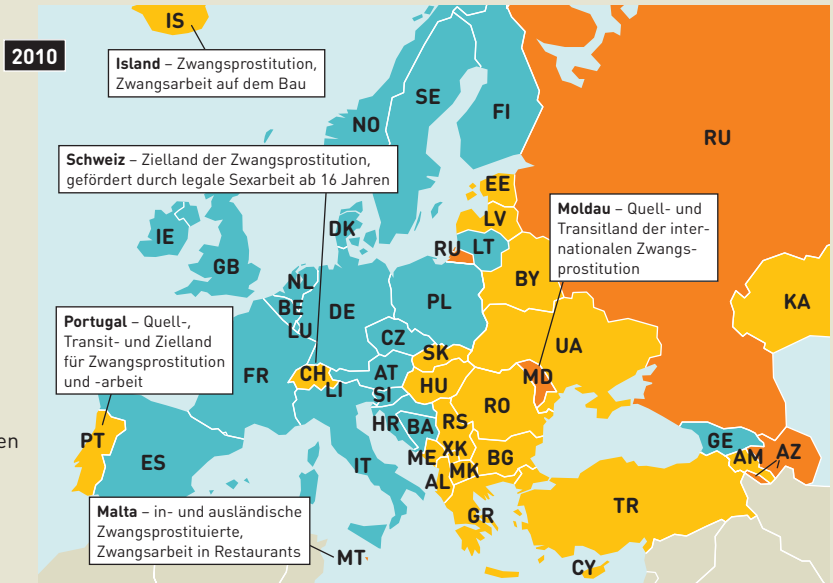 IS
2010
Island – Zwangsprostitution,
Zwangsarbeit auf dem Bau
SE
FI
NO
RU
Schweiz – Zielland der Zwangsprostitution,
gefördert durch legale Sexarbeit ab 16 Jahren
EE
LV
Moldau – Quell- und
Transitland der inter-
nationalen Zwangs-
prostitution
DK
IE
RU
LT
GB
BY
NL
KA
BE
DE
PL
LU
Portugal – Quell-,
Transit- und Zielland
für Zwangsprostitution
und -arbeit
CZ
UA
SK
FR
CH
AT
MD
LI
HU
SI
RO
HR
BA
RS
en
PT
GE
XK
ME
BG
AM
AZ
ES
IT
MK
AL
TR
GR
Malta – in- und ausländische
Zwangsprostituierte,
Zwangsarbeit in Restaurants
MT
CY